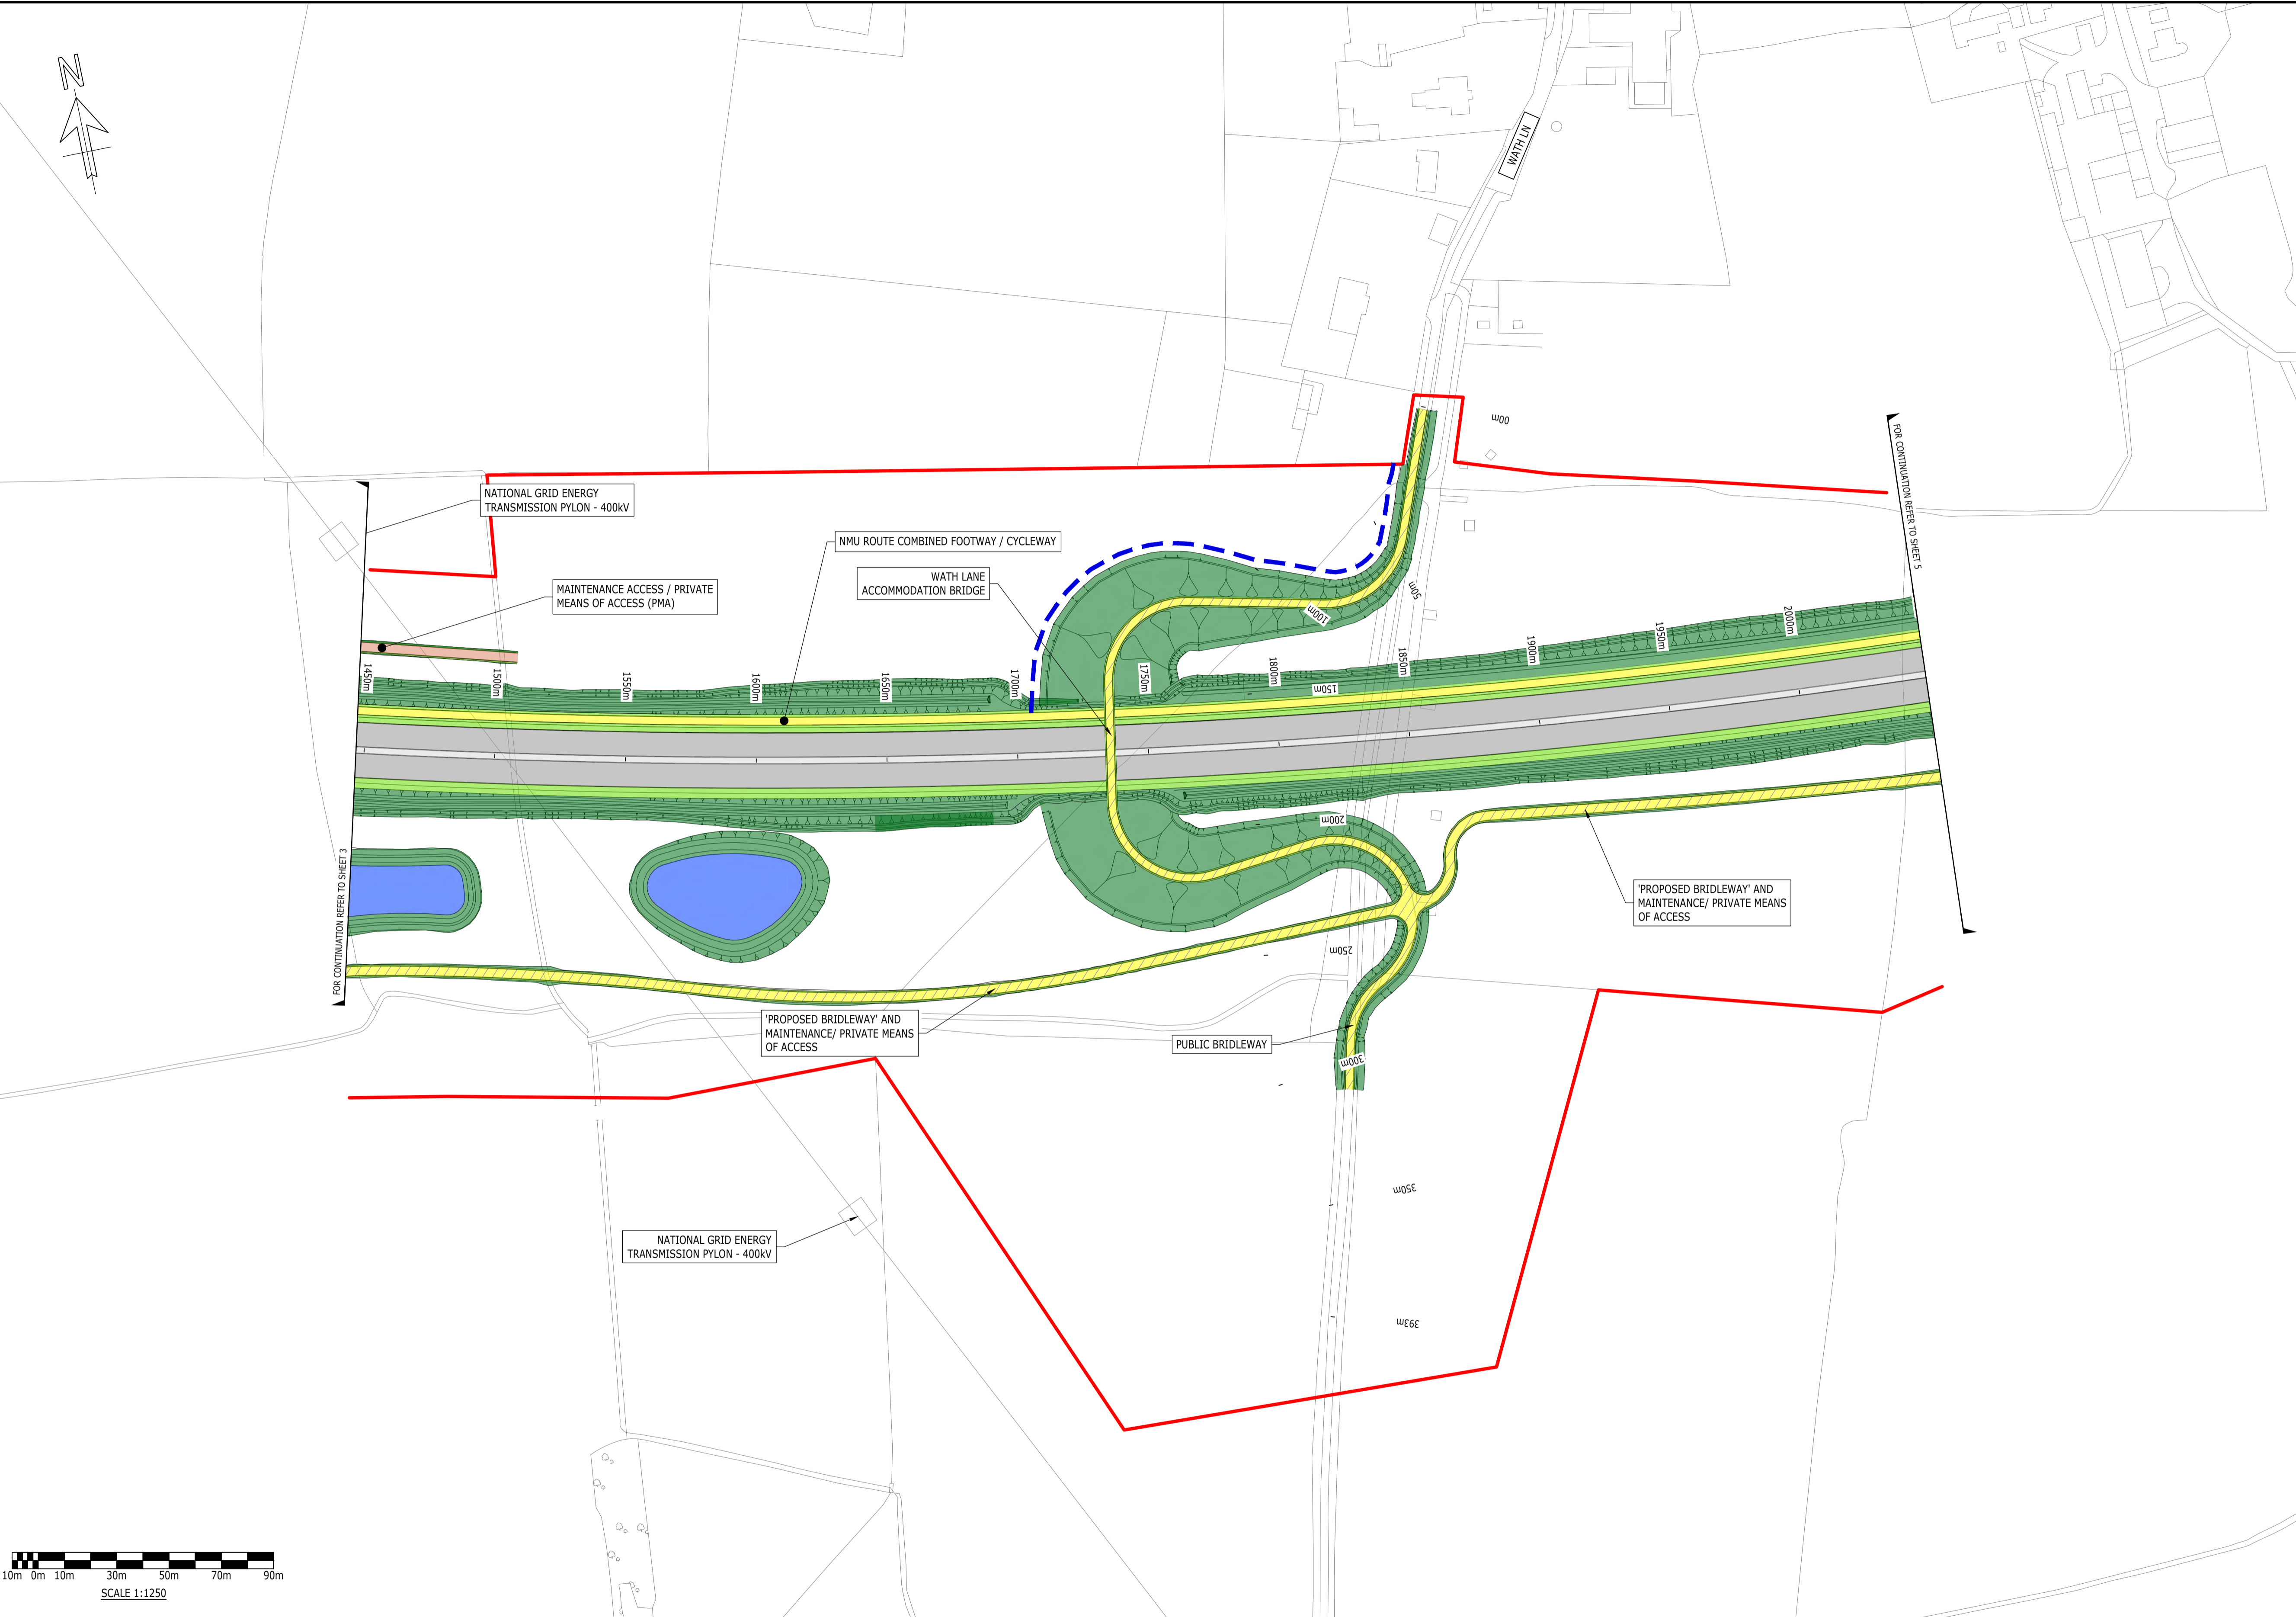 N
WATH LN
00m
FOR CONTINUATION REFER TO SHEET 5
NATIONAL GRID ENERGY
TRANSMISSION PYLON - 400kV
NMU ROUTE COMBINED FOOTWAY / CYCLEWAY
WATH LANE
ACCOMMODATION BRIDGE
MAINTENANCE ACCESS / PRIVATE
MEANS OF ACCESS (PMA)
50m
100m
1450m
1500m
1550m
1600m
1650m
1700m
1750m
1800m
1850m
1900m
1950m
2000m
150m
200m
FOR CONTINUATION REFER TO SHEET 3
'PROPOSED BRIDLEWAY' AND
MAINTENANCE/ PRIVATE MEANS
OF ACCESS
250m
'PROPOSED BRIDLEWAY' AND
MAINTENANCE/ PRIVATE MEANS
OF ACCESS
PUBLIC BRIDLEWAY
300m
350m
NATIONAL GRID ENERGY
TRANSMISSION PYLON - 400kV
393m
10m 0m 10m 30m 50m 70m 90m
SCALE 1:1250